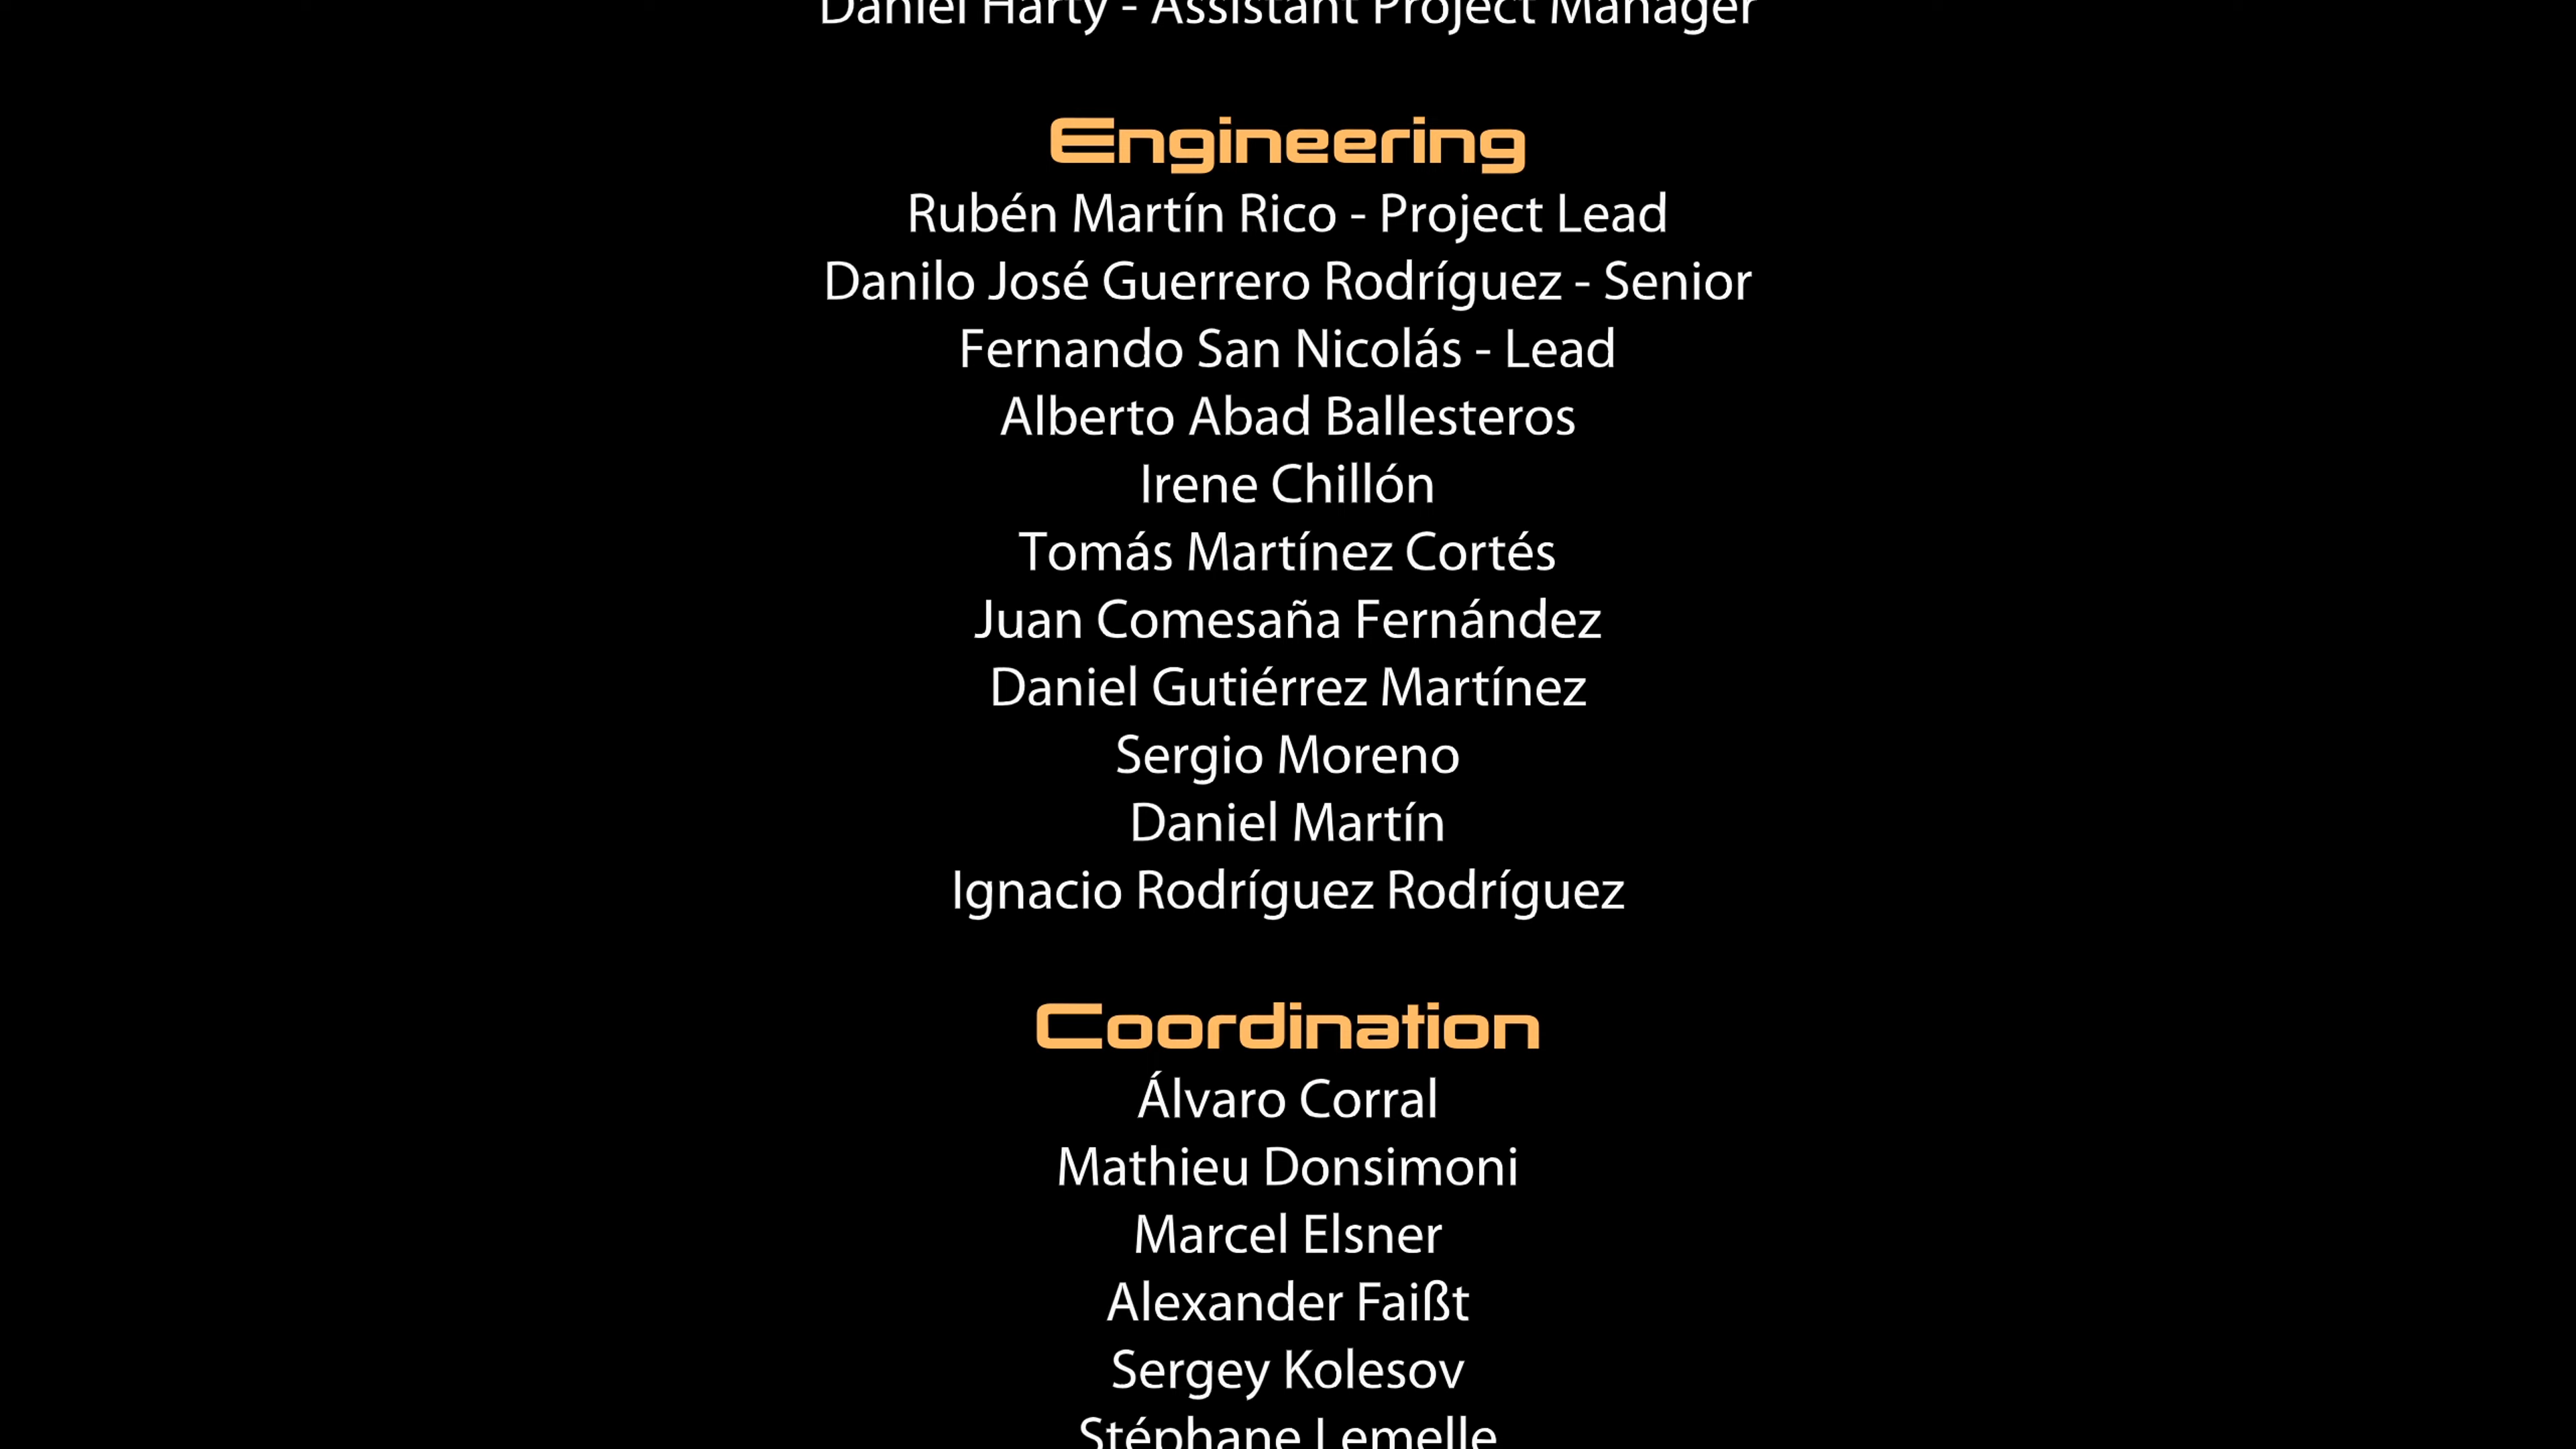 Daniel Harty - Assistant Project Manager
Engineering
Rubén Martín Rico - Project Lead
Danilo José Guerrero Rodríguez - Senior
Fernando San Nicolás - Lead
Alberto Abad Ballesteros
Irene Chillón
Tomás Martínez Cortés
Juan Comesaña Fernández
Daniel Gutiérrez Martínez
Sergio Moreno
Daniel Martín
Ignacio Rodríguez Rodríguez
Coordination
Álvaro Corral
Mathieu Donsimoni
Marcel Elsner
Alexander Faißt
Sergey Kolesov
Stéphane Lemelle